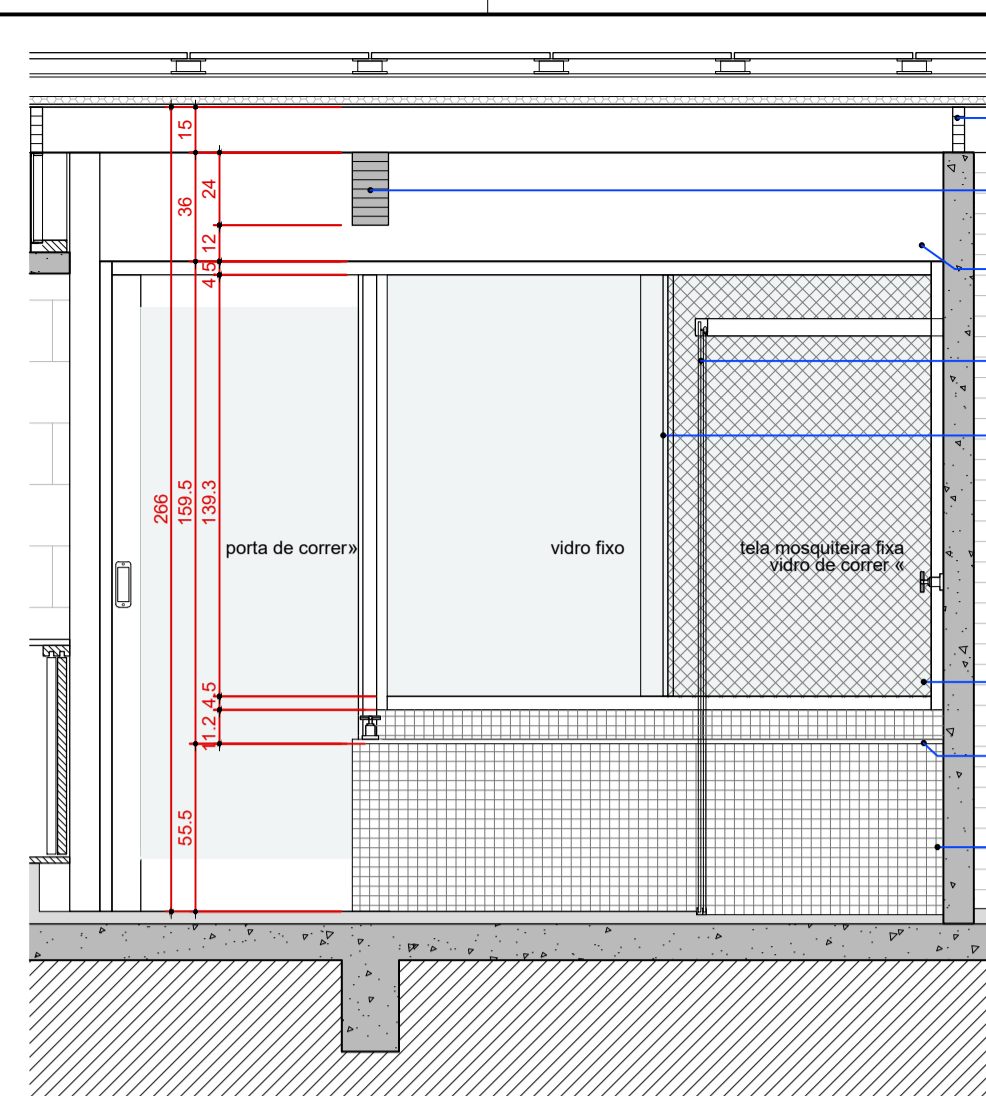 15
24
36
12
4.5
266
159.5
139.3
porta de correr»
vidro fixo
tela mosquiteira fixa
vidro de correr «
4.5
11.2
55.5